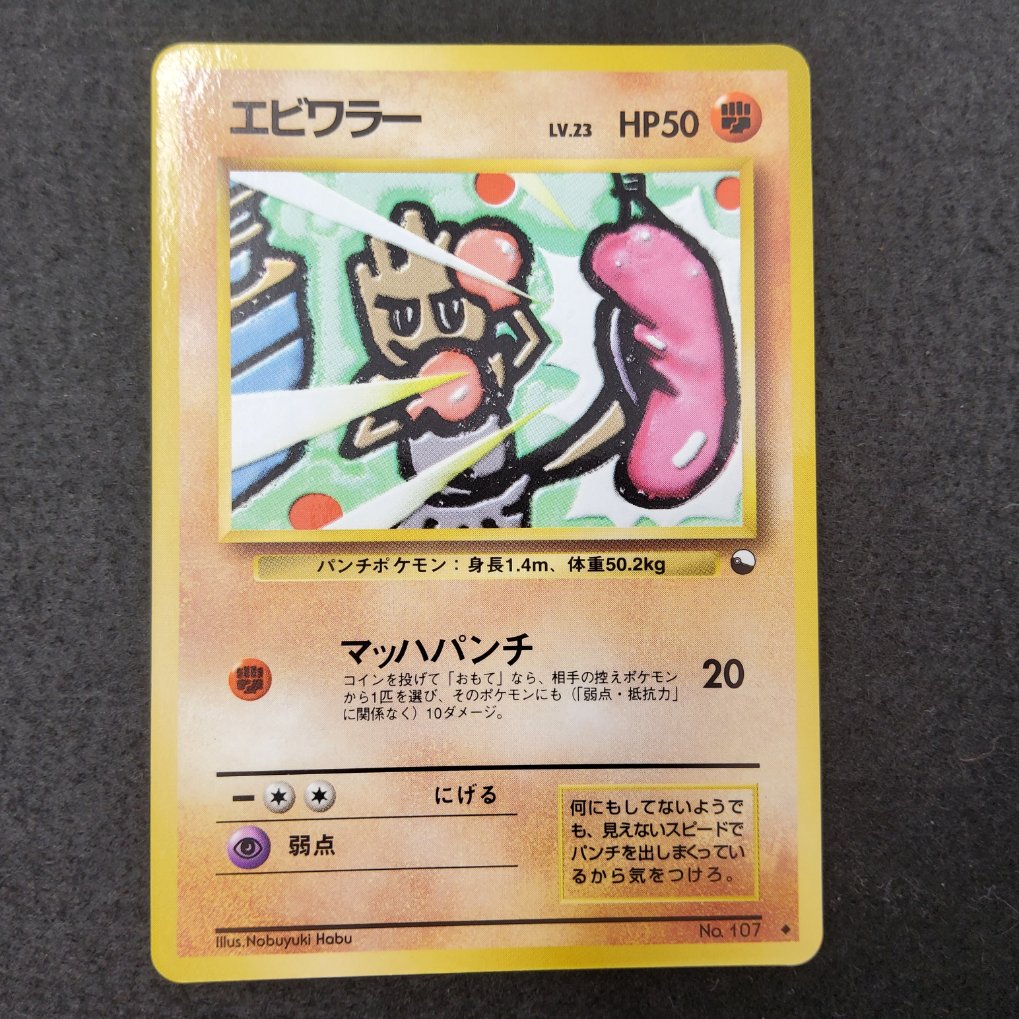 エビワラー LV.23 HP50
パンチポケモン：身長1.4m、体重50.2kg
マッハパンチ 20
コインを投げて「おもて」なら、相手の控えポケモン
から1匹を選び、そのポケモンにも（「弱点・抵抗力」
に関係なく）10ダメージ。
にげる
弱点
何にもしてないようで
も、見えないスピードで
パンチを出しまくってい
るから気をつけろ。
Illus.Nobuyuki Habu
No. 107